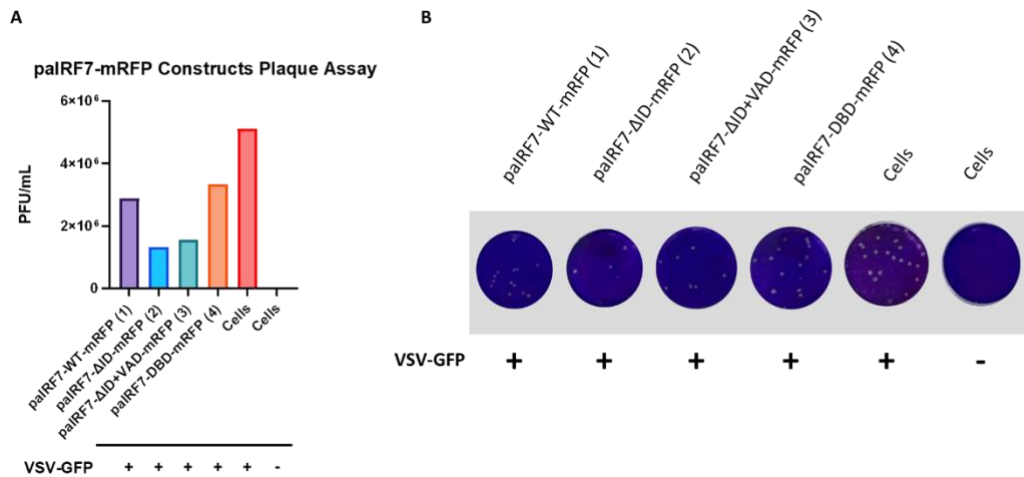 A
paIRF7-mRFP Constructs Plaque Assay
6×10⁶
4×10⁶
2×10⁶
0
PFU/mL
paIRF7-WT-mRFP (1)
paIRF7-ΔID-mRFP (2)
paIRF7-ΔID+VAD-mRFP (3)
paIRF7-DBD-mRFP (4)
Cells
Cells
VSV-GFP + + + + + -
B
paIRF7-WT-mRFP (1)
paIRF7-ΔID-mRFP (2)
paIRF7-ΔID+VAD-mRFP (3)
paIRF7-DBD-mRFP (4)
Cells
Cells
VSV-GFP + + + + + -